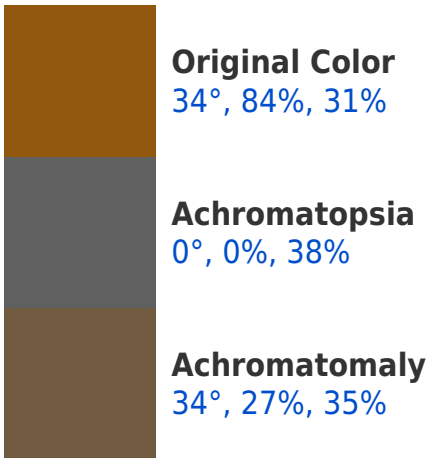 Original Color
34°, 84%, 31%
Achromatopsia
0°, 0%, 38%
Achromatomaly
34°, 27%, 35%